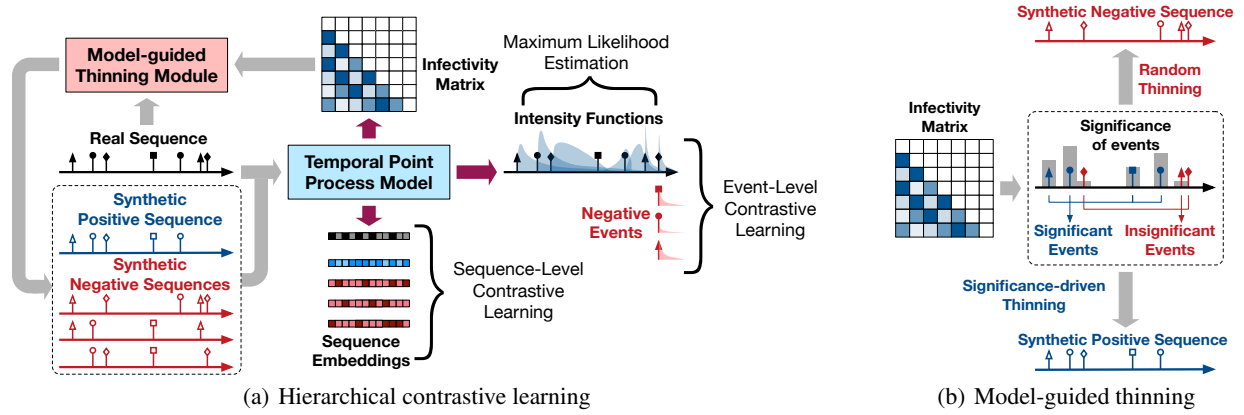 Model-guided
Thinning Module
Real Sequence
Synthetic
Positive Sequence
Synthetic
Negative Sequences
Infectivity
Matrix
Temporal Point
Process Model
Sequence
Embeddings
Sequence-Level
Contrastive
Learning
Maximum Likelihood
Estimation
Intensity Functions
Negative
Events
Event-Level
Contrastive
Learning
(a) Hierarchical contrastive learning
Synthetic Negative Sequence
Random
Thinning
Infectivity
Matrix
Significance
of events
Significant
Events
Insignificant
Events
Significance-driven
Thinning
Synthetic Positive Sequence
(b) Model-guided thinning